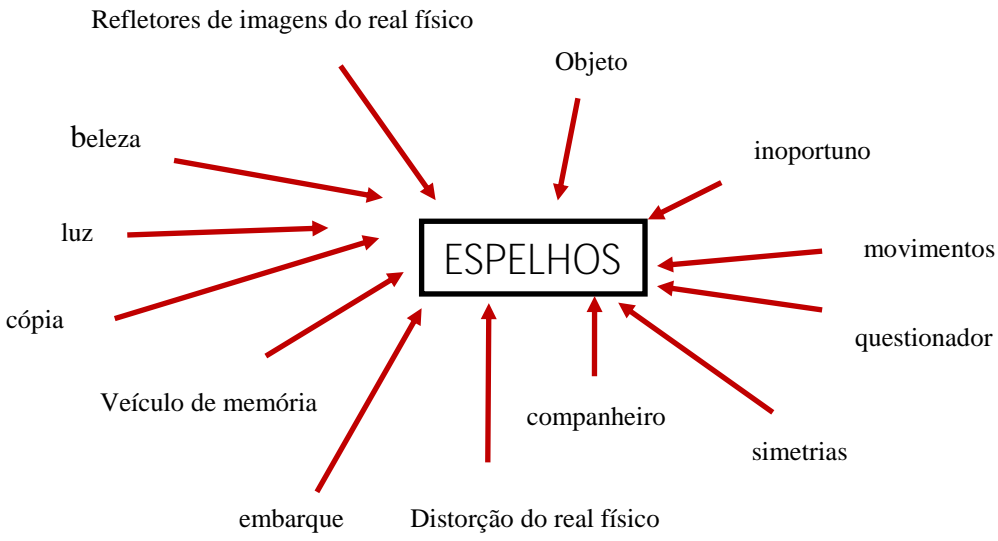 Refletores de imagens do real físico
Objeto
beleza
inoportuno
luz
movimentos
ESPELHOS
cópia
questionador
Veículo de memória
companheiro
simetrias
embarque
Distorção do real físico